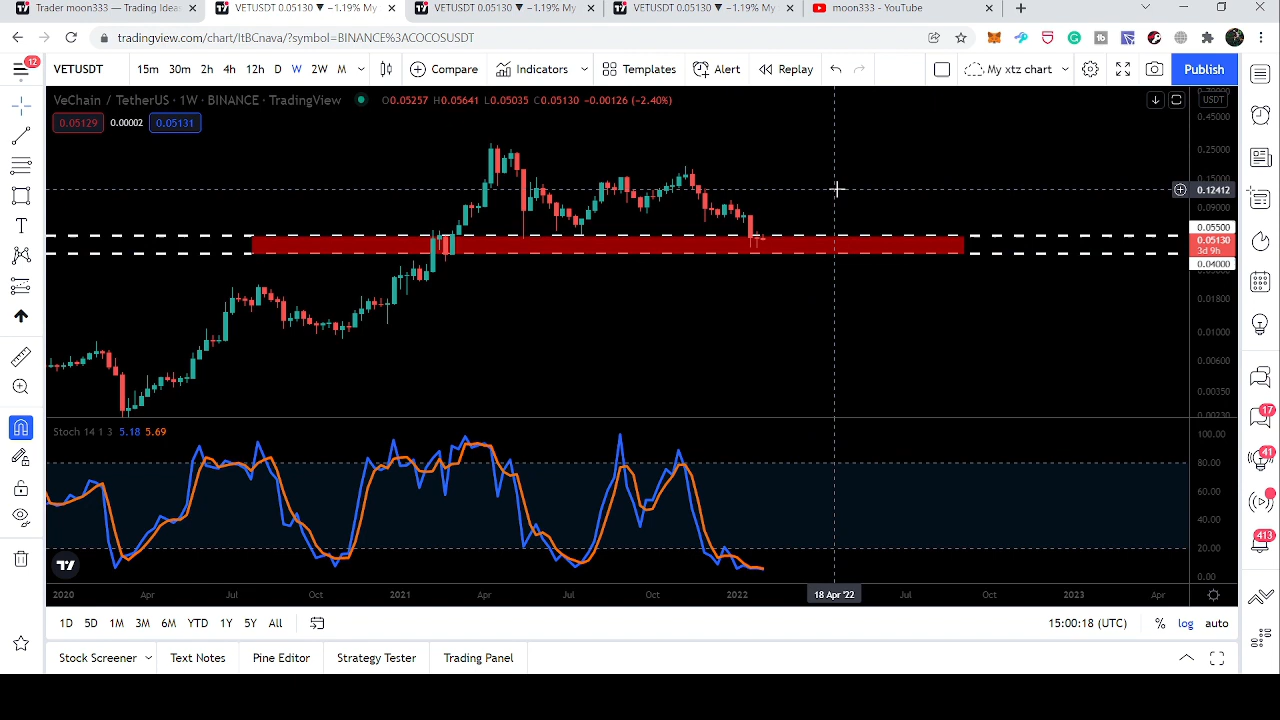 Trader moon333 — Trading Ideas
VETUSDT 0.05130 ▼ −1.19% My
VETUSDT 0.05130 ▼ −1.19% My
VETUSDT 0.05130 ▼ −1.19% My
moon333 - YouTube
tradingview.com/chart/ltBCnava/?symbol=BINANCE%3ACOCOSUSDT
12
VETUSDT
15m 30m 2h 4h 12h D W 2W M
Compare
Indicators
Templates
Alert
Replay
My xtz chart
Publish
VeChain / TetherUS · 1W · BINANCE · TradingView
O0.05257 H0.05641 L0.05035 C0.05130 −0.00126 (−2.40%)
USDT
0.05129 0.00002 0.05131
0.45000
0.25000
0.15000
0.12412
0.09000
0.05500
0.05130
3d 9h
0.04000
0.01800
0.01000
0.00600
0.00350
0.00230
Stoch 14 1 3 5.18 5.69
100.00
80.00
60.00
40.00
20.00
0.00
17
41
413
2020 Apr Jul Oct 2021 Apr Jul Oct 2022 18 Apr '22 Jul Oct 2023 Apr
1D 5D 1M 3M 6M YTD 1Y 5Y All
15:00:18 (UTC)
% log auto
Stock Screener
Text Notes
Pine Editor
Strategy Tester
Trading Panel